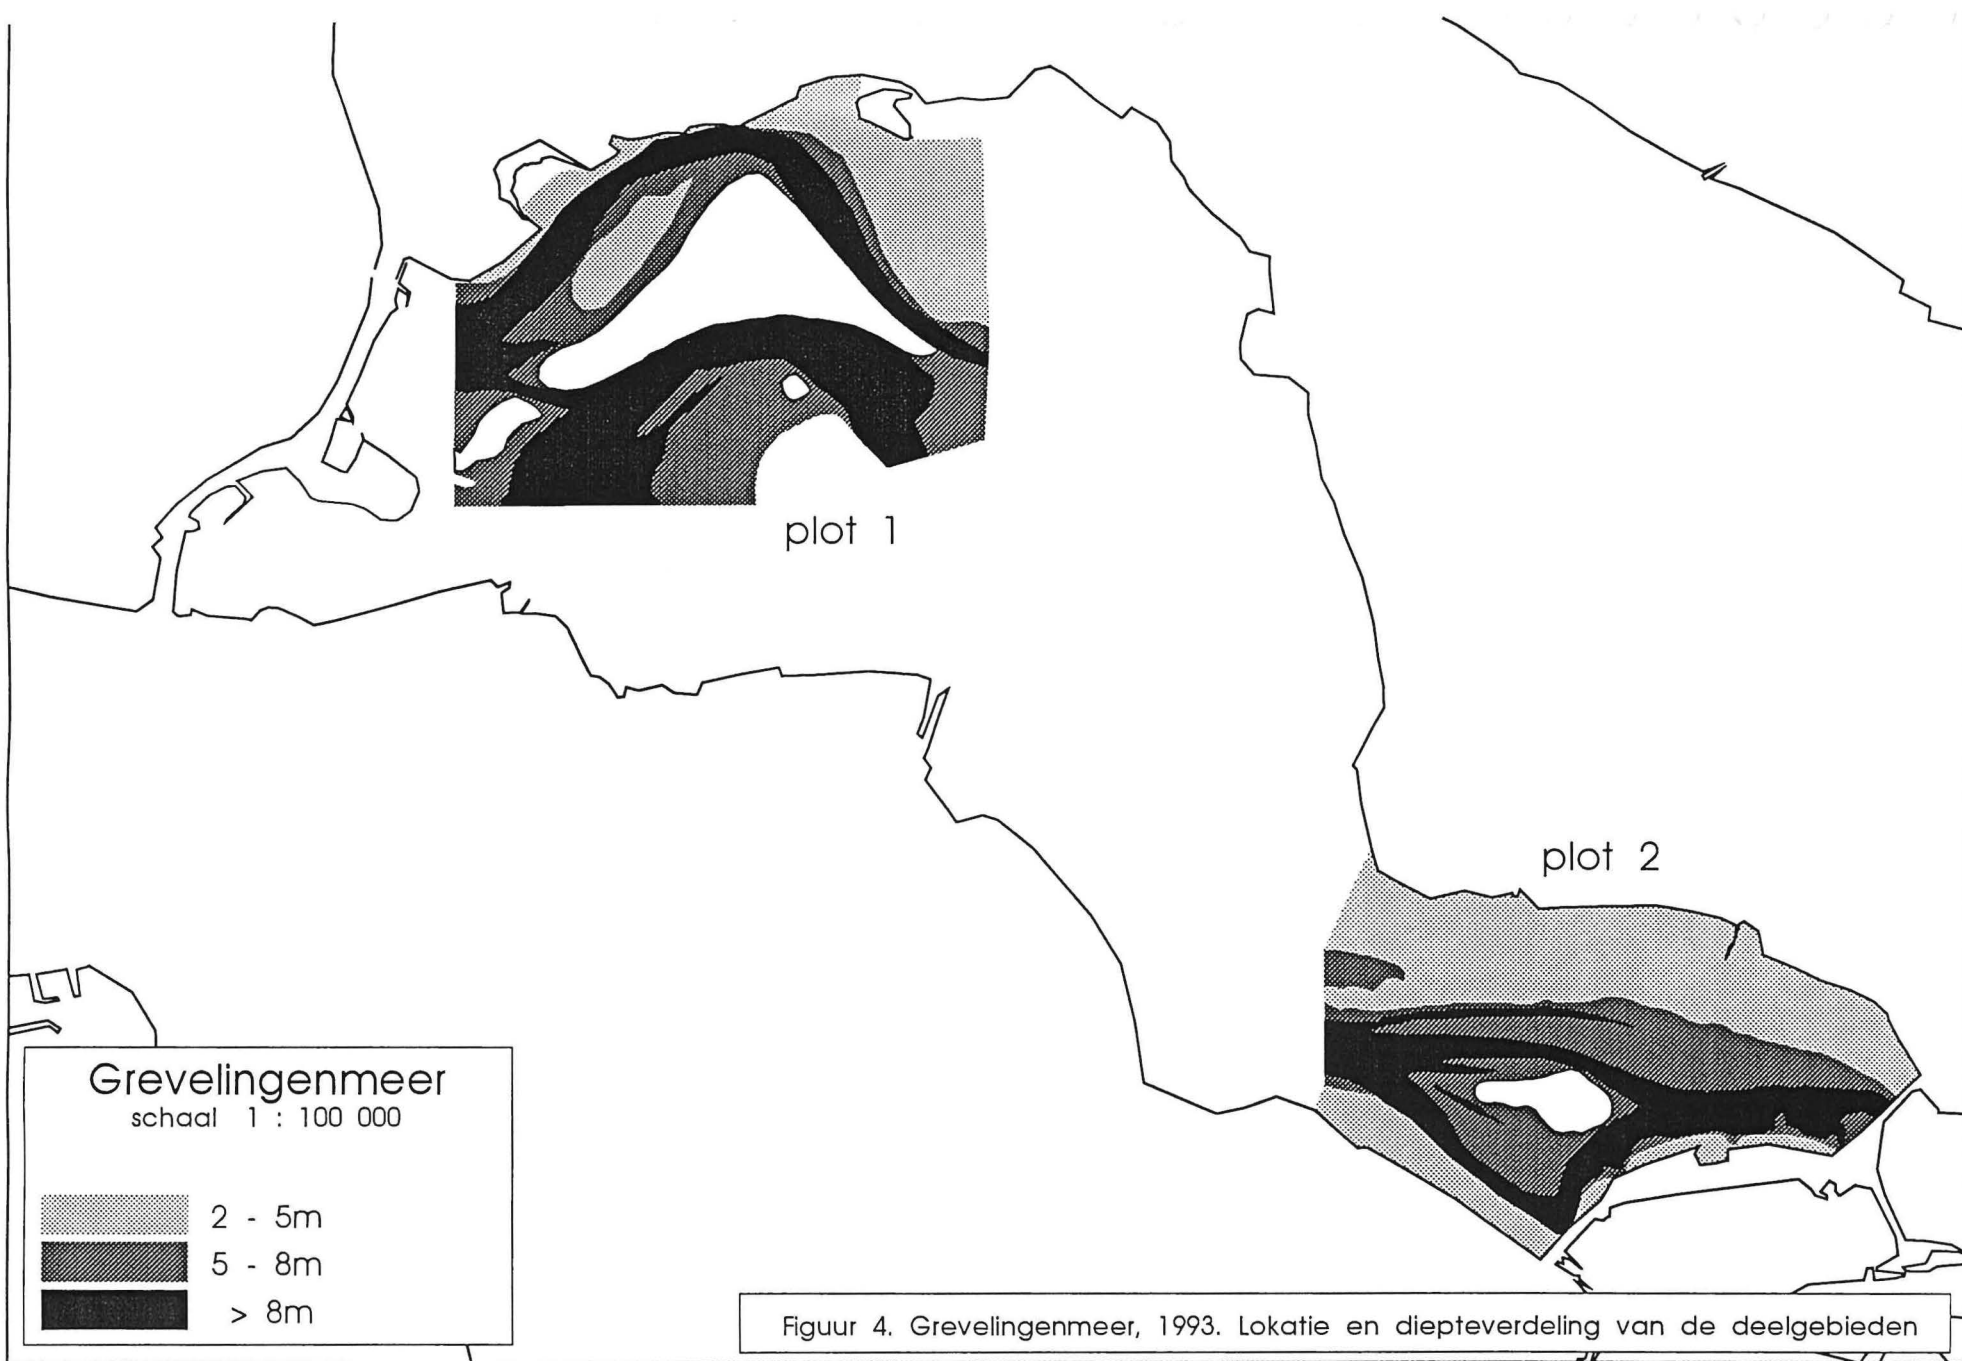 plot 1
plot 2
Grevelingenmeer
schaal 1 : 100 000
2 - 5m
5 - 8m
> 8m
Figuur 4. Grevelingenmeer, 1993. Lokatie en diepteverdeling van de deelgebieden